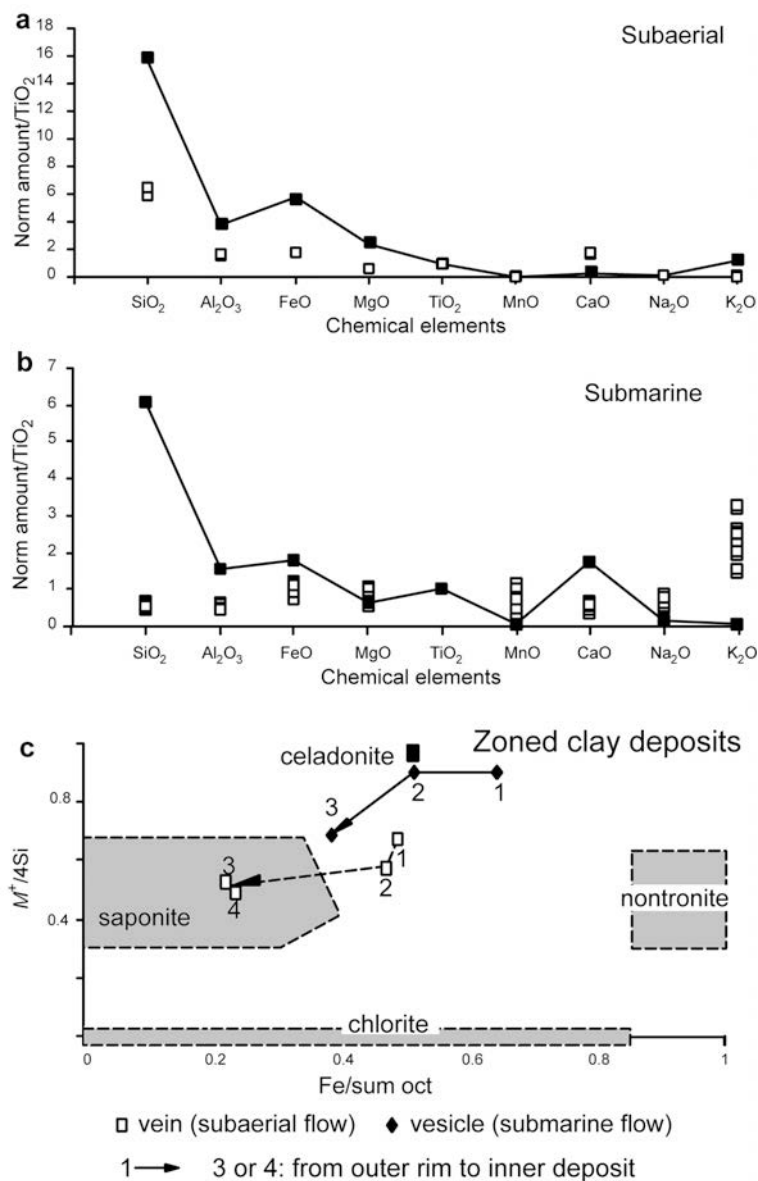 a
Subaerial
Norm amount/TiO₂
18
16
14
12
10
8
6
4
2
0
SiO₂ Al₂O₃ FeO MgO TiO₂ MnO CaO Na₂O K₂O
Chemical elements
b
Submarine
Norm amount/TiO₂
7
6
5
4
3
2
1
0
SiO₂ Al₂O₃ FeO MgO TiO₂ MnO CaO Na₂O K₂O
Chemical elements
c
Zoned clay deposits
celadonite
M⁺/4Si
0.8
0.4
3 2 1
1
2
3
4
saponite
nontronite
chlorite
0 0.2 0.4 0.6 0.8 1
Fe/sum oct
vein (subaerial flow) vesicle (submarine flow)
1 3 or 4: from outer rim to inner deposit